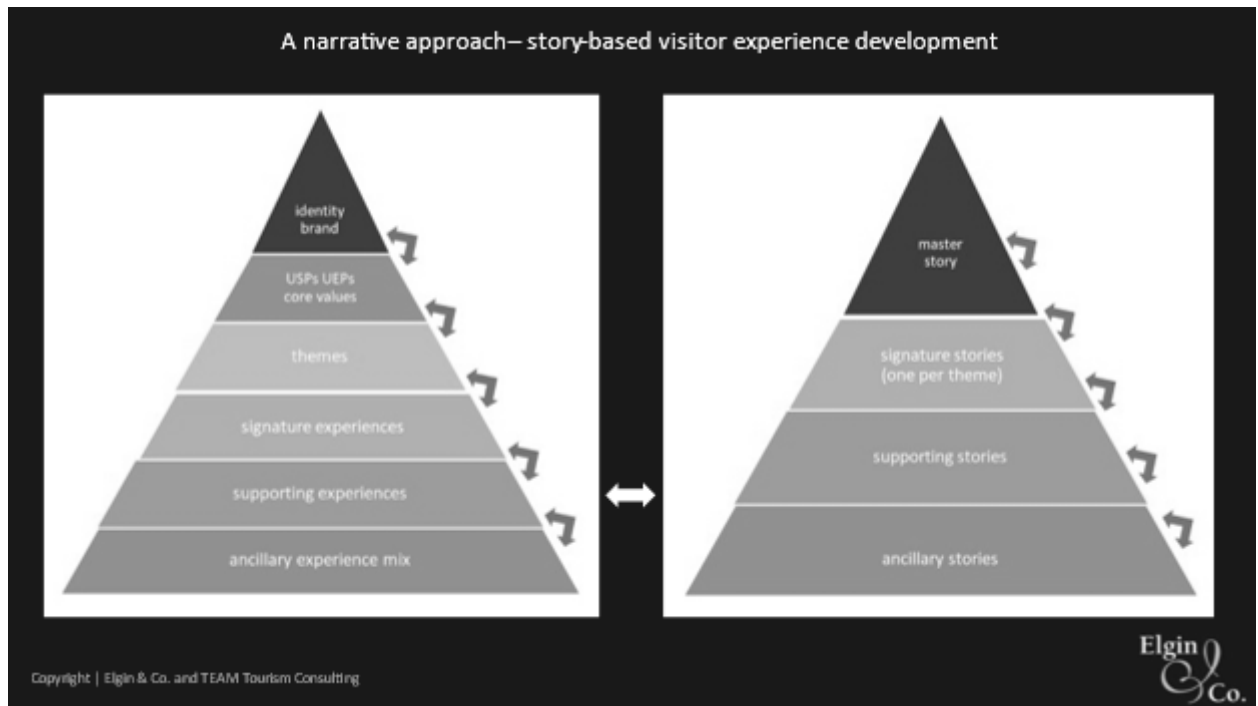 A narrative approach– story-based visitor experience development
identity
brand
USPs UEPs
core values
themes
signature experiences
supporting experiences
ancillary experience mix
master
story
signature stories
(one per theme)
supporting stories
ancillary stories
Copyright | Elgin & Co. and TEAM Tourism Consulting
Elgin
& Co.